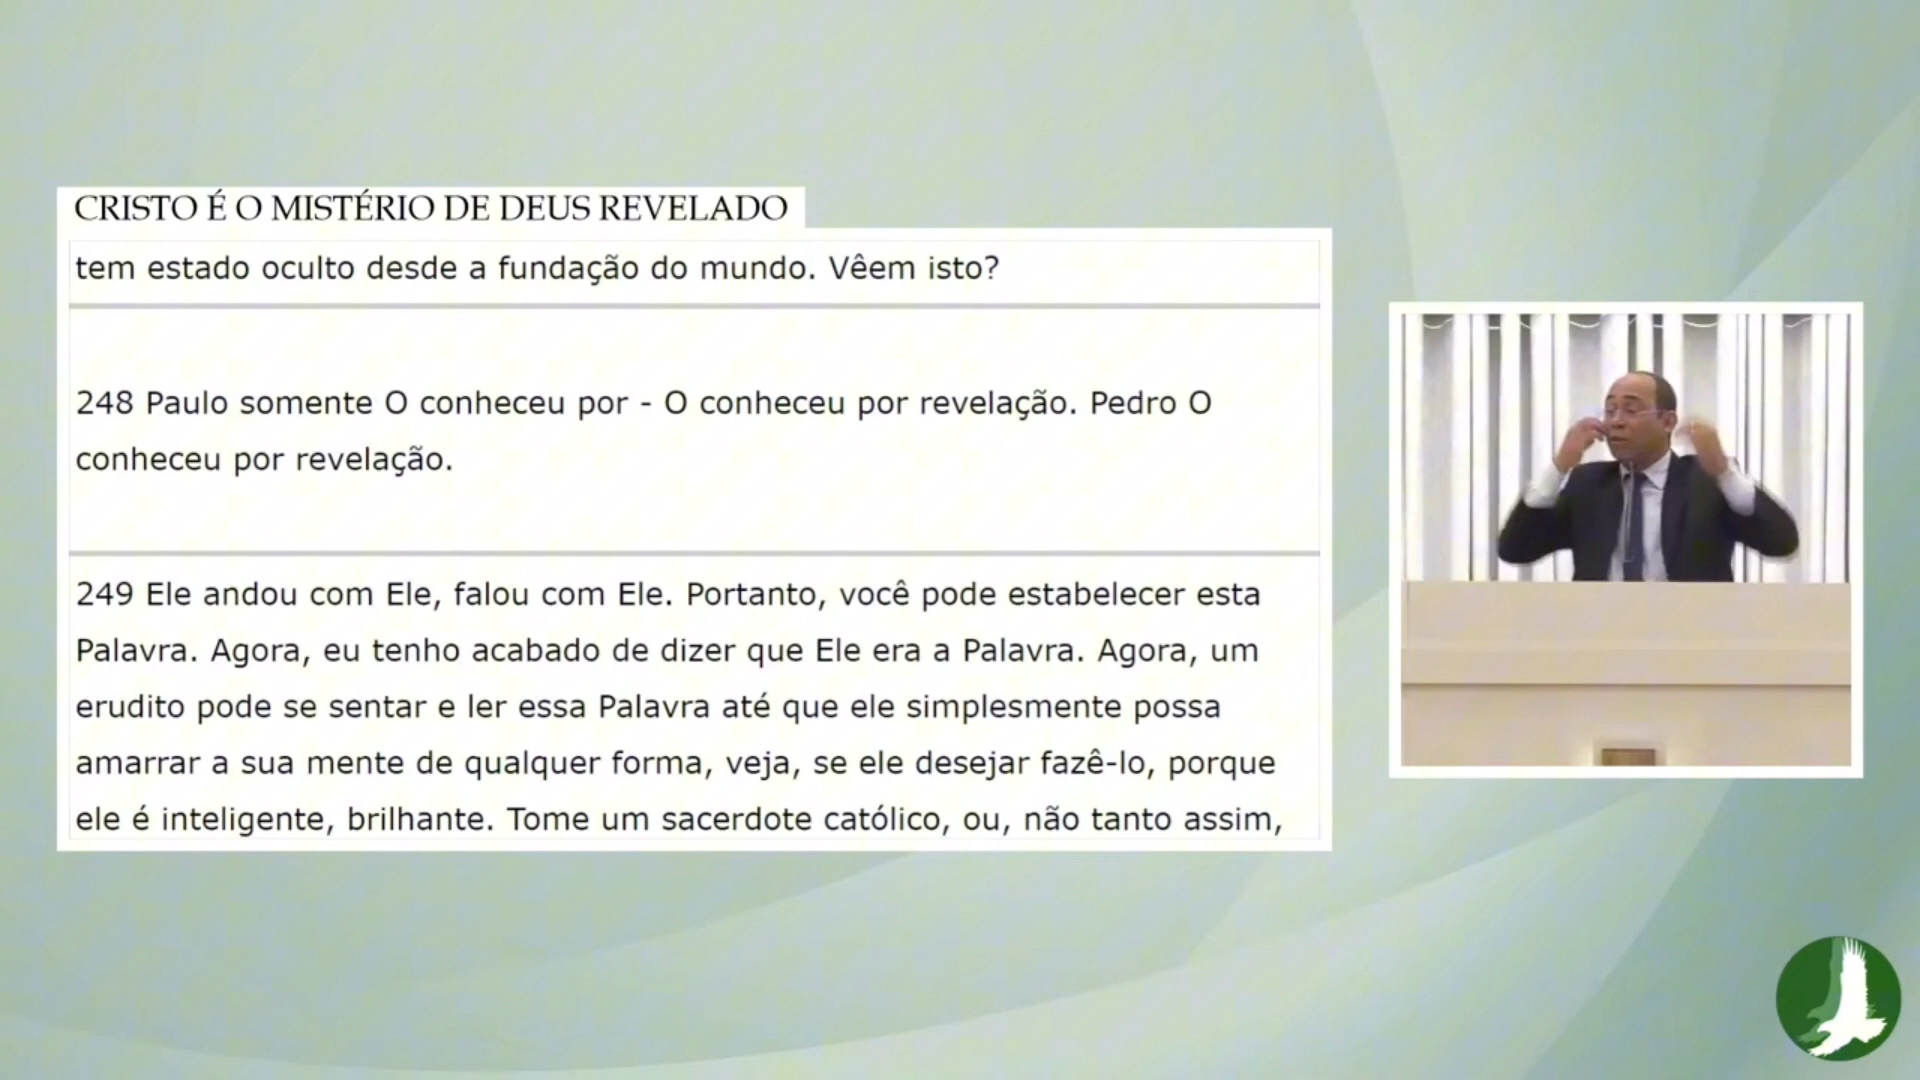 CRISTO É O MISTÉRIO DE DEUS REVELADO
tem estado oculto desde a fundação do mundo. Vêem isto?
248 Paulo somente O conheceu por - O conheceu por revelação. Pedro O
conheceu por revelação.
249 Ele andou com Ele, falou com Ele. Portanto, você pode estabelecer esta
Palavra. Agora, eu tenho acabado de dizer que Ele era a Palavra. Agora, um
erudito pode se sentar e ler essa Palavra até que ele simplesmente possa
amarrar a sua mente de qualquer forma, veja, se ele desejar fazê-lo, porque
ele é inteligente, brilhante. Tome um sacerdote católico, ou, não tanto assim,